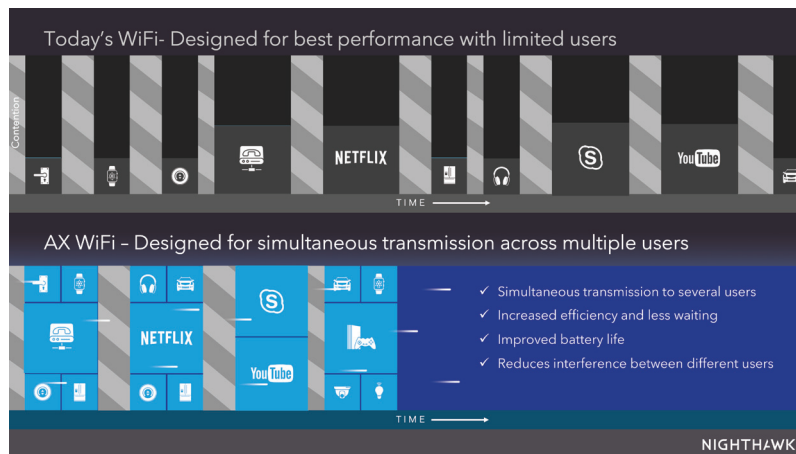 Today's WiFi- Designed for best performance with limited users
Contention
NETFLIX
S
YouTube
TIME
AX WiFi – Designed for simultaneous transmission across multiple users
NETFLIX
S
YouTube
✓ Simultaneous transmission to several users
✓ Increased efficiency and less waiting
✓ Improved battery life
✓ Reduces interference between different users
TIME
NIGHTHAWK